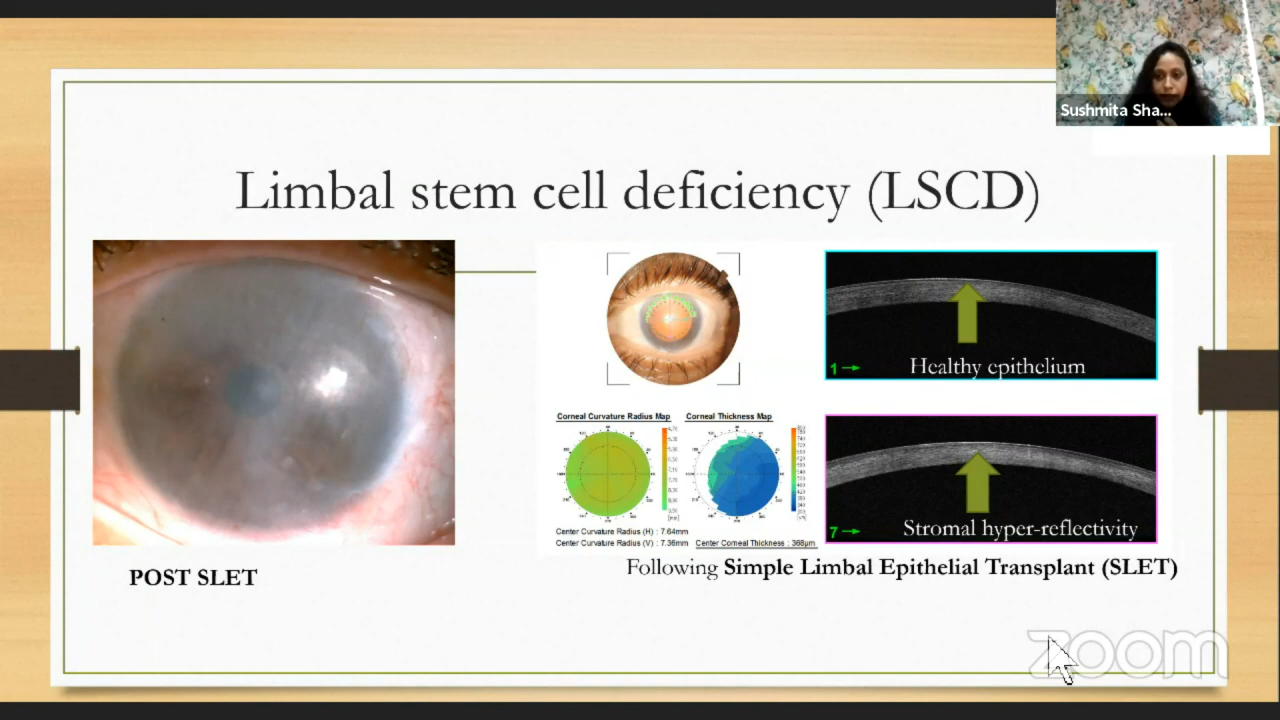 Sushmita Sha...
Limbal stem cell deficiency (LSCD)
1
Healthy epithelium
Corneal Curvature Radius Map
Corneal Thickness Map
Center Curvature Radius (H) : 7.64mm
Center Curvature Radius (V) : 7.36mm
Center Corneal Thickness : 368µm
7
Stromal hyper-reflectivity
POST SLET
Following Simple Limbal Epithelial Transplant (SLET)
zoom